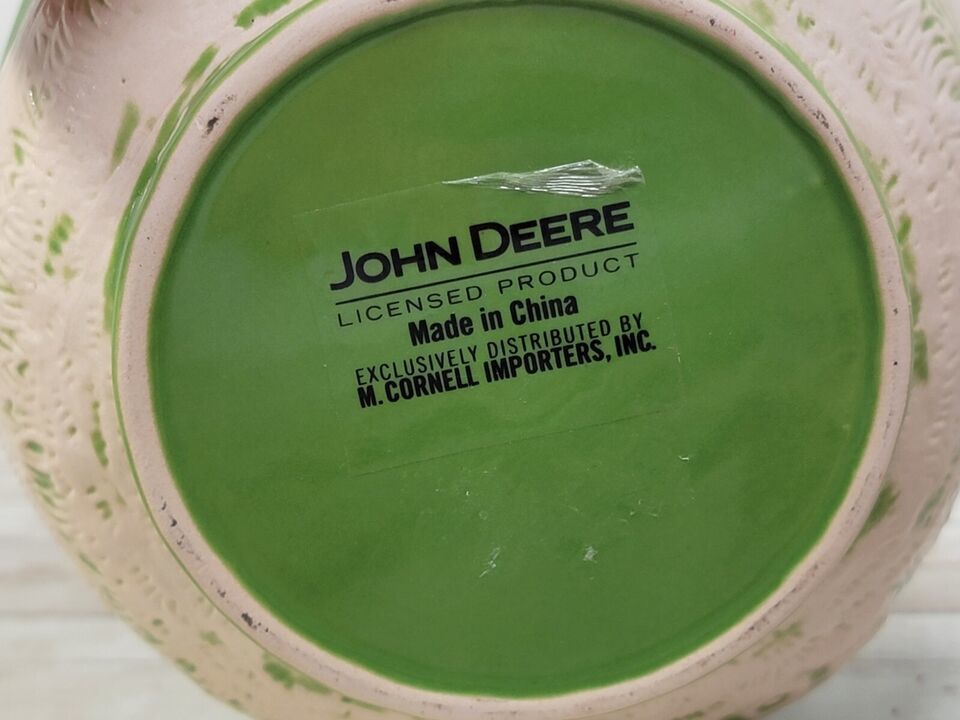 JOHN DEERE
LICENSED PRODUCT
Made in China
EXCLUSIVELY DISTRIBUTED BY
M. CORNELL IMPORTERS, INC.